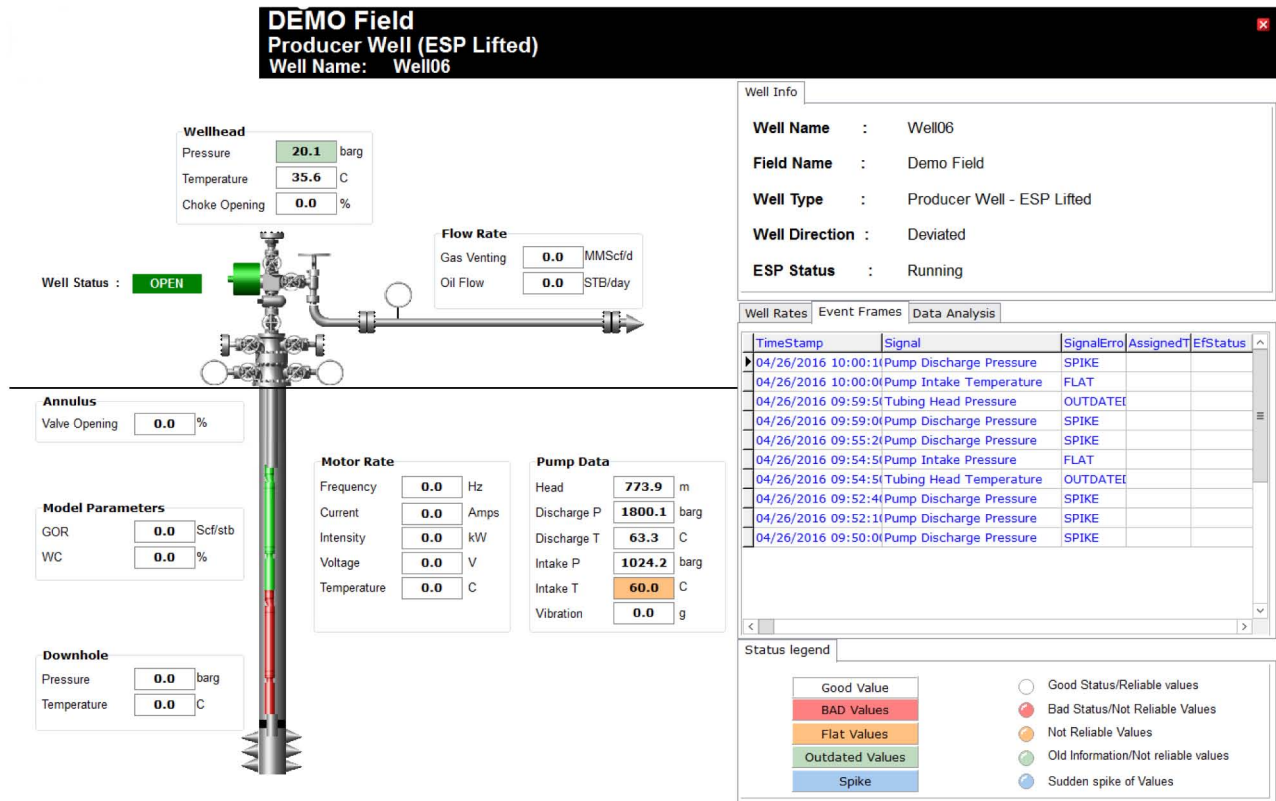 DEMO Field
Producer Well (ESP Lifted)
Well Name: Well06
Wellhead
Pressure 20.1 barg
Temperature 35.6 C
Choke Opening 0.0 %
Well Status : OPEN
Flow Rate
Gas Venting 0.0 MMScf/d
Oil Flow 0.0 STB/day
Annulus
Valve Opening 0.0 %
Model Parameters
GOR 0.0 Scf/stb
WC 0.0 %
Downhole
Pressure 0.0 barg
Temperature 0.0 C
Motor Rate
Frequency 0.0 Hz
Current 0.0 Amps
Intensity 0.0 kW
Voltage 0.0 V
Temperature 0.0 C
Pump Data
Head 773.9 m
Discharge P 1800.1 barg
Discharge T 63.3 C
Intake P 1024.2 barg
Intake T 60.0 C
Vibration 0.0 g
Well Info
Well Name : Well06
Field Name : Demo Field
Well Type : Producer Well - ESP Lifted
Well Direction : Deviated
ESP Status : Running
Well Rates Event Frames Data Analysis
TimeStamp Signal SignalErro AssignedT EfStatus
04/26/2016 10:00:10 Pump Discharge Pressure SPIKE
04/26/2016 10:00:00 Pump Intake Temperature FLAT
04/26/2016 09:59:50 Tubing Head Pressure OUTDATED
04/26/2016 09:59:00 Pump Discharge Pressure SPIKE
04/26/2016 09:55:20 Pump Discharge Pressure SPIKE
04/26/2016 09:54:50 Pump Intake Pressure FLAT
04/26/2016 09:54:50 Tubing Head Temperature OUTDATED
04/26/2016 09:52:40 Pump Discharge Pressure SPIKE
04/26/2016 09:52:10 Pump Discharge Pressure SPIKE
04/26/2016 09:50:00 Pump Discharge Pressure SPIKE
Status legend
Good Value Good Status/Reliable values
BAD Values Bad Status/Not Reliable Values
Flat Values Not Reliable Values
Outdated Values Old Information/Not reliable values
Spike Sudden spike of Values